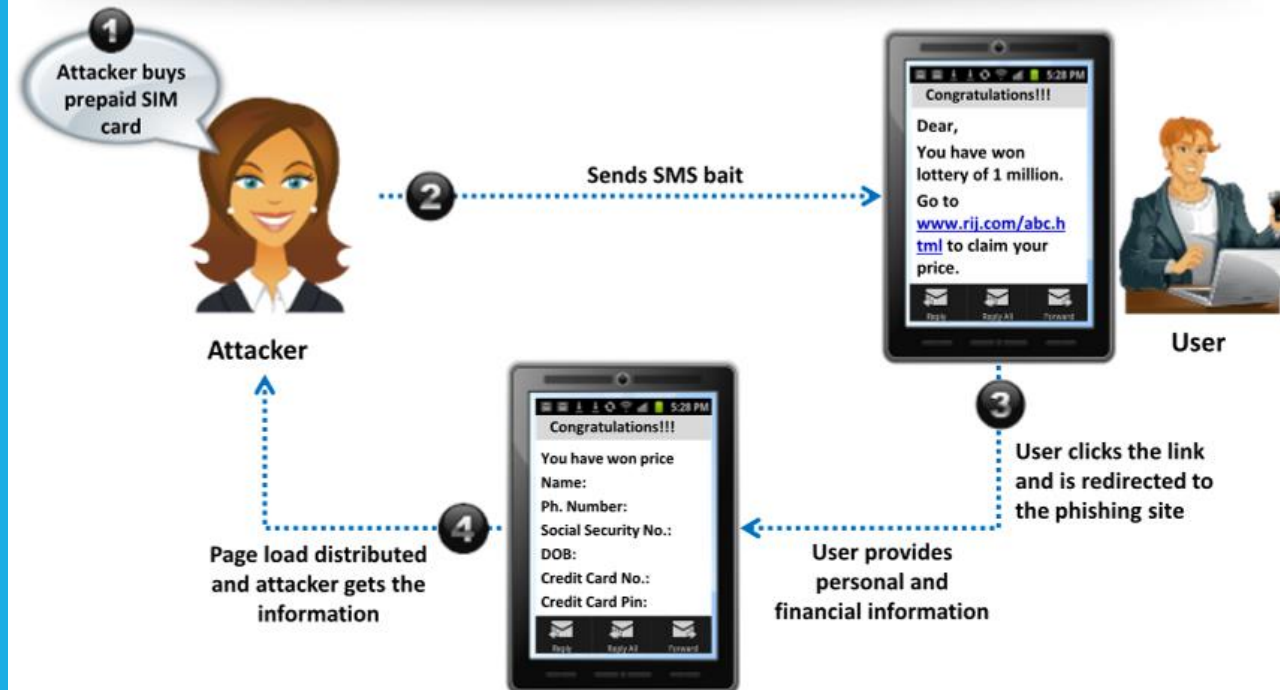 1
Attacker buys
prepaid SIM
card
Attacker
2
Sends SMS bait
5:28 PM
Congratulations!!!
Dear,
You have won
lottery of 1 million.
Go to
www.rij.com/abc.h
tml to claim your
price.
Reply Reply All Forward
User
3
User clicks the link
and is redirected to
the phishing site
User provides
personal and
financial information
5:28 PM
Congratulations!!!
You have won price
Name:
Ph. Number:
Social Security No.:
DOB:
Credit Card No.:
Credit Card Pin:
Reply Reply All Forward
4
Page load distributed
and attacker gets the
information